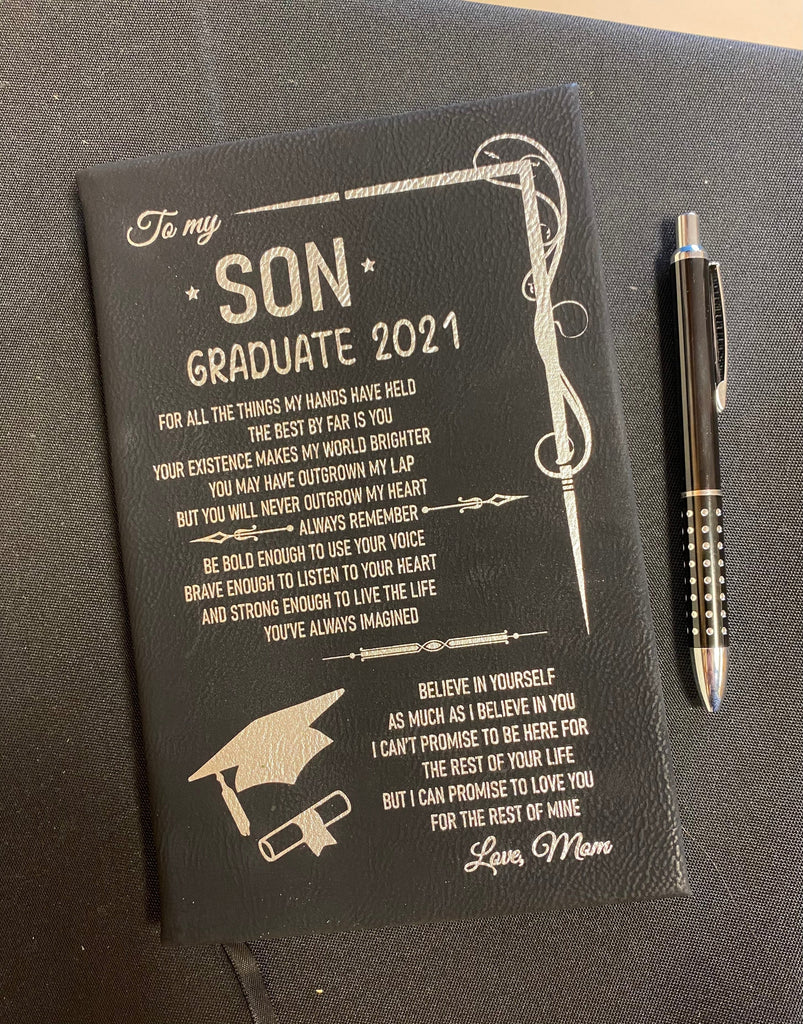 To my
SON
GRADUATE 2021
FOR ALL THE THINGS MY HANDS HAVE HELD
THE BEST BY FAR IS YOU
YOUR EXISTENCE MAKES MY WORLD BRIGHTER
YOU MAY HAVE OUTGROWN MY LAP
BUT YOU WILL NEVER OUTGROW MY HEART
ALWAYS REMEMBER
BE BOLD ENOUGH TO USE YOUR VOICE
BRAVE ENOUGH TO LISTEN TO YOUR HEART
AND STRONG ENOUGH TO LIVE THE LIFE
YOU'VE ALWAYS IMAGINED
BELIEVE IN YOURSELF
AS MUCH AS I BELIEVE IN YOU
I CAN'T PROMISE TO BE HERE FOR
THE REST OF YOUR LIFE
BUT I CAN PROMISE TO LOVE YOU
FOR THE REST OF MINE
Love, Mom